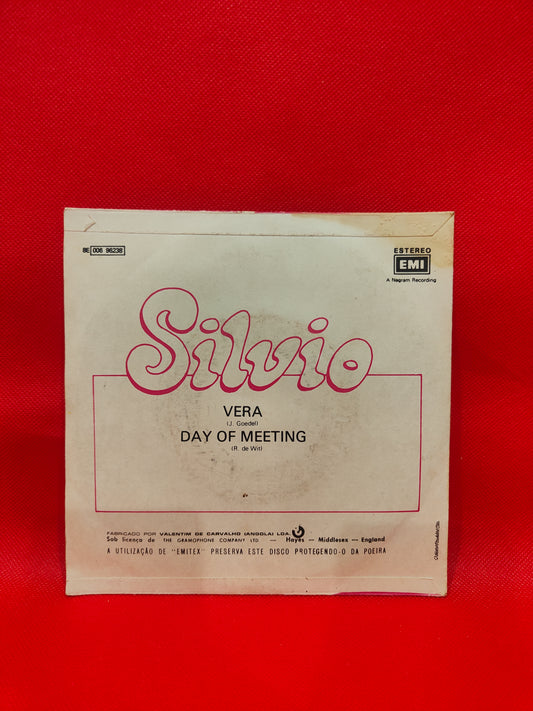 8E 006 96238
ESTEREO
EMI
A Negram Recording
Silvio
VERA
(J. Goedel)
DAY OF MEETING
(R. de Wit)
FABRICADO POR VALENTIM DE CARVALHO (ANGOLA) LDA.
Sob licença de THE GRAMOPHONE COMPANY LTD. — Hayes — Middlesex — England
A UTILIZAÇÃO DE "EMITEX" PRESERVA ESTE DISCO PROTEGENDO-O DA POEIRA